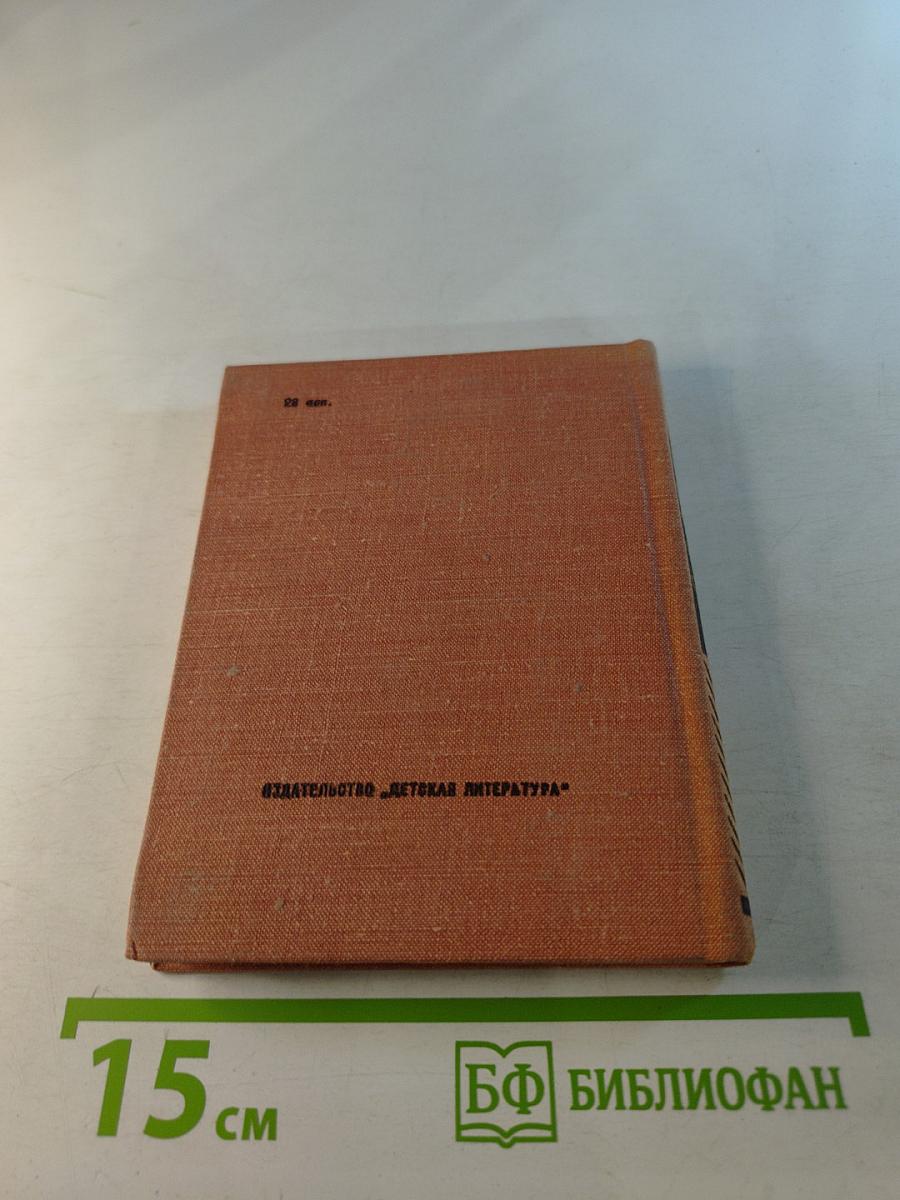 28 коп.
ИЗДАТЕЛЬСТВО „ДЕТСКАЯ ЛИТЕРАТУРА"
15 см
БФ БИБЛИОФАН